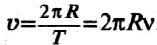 υ = 2πR/T = 2πRν